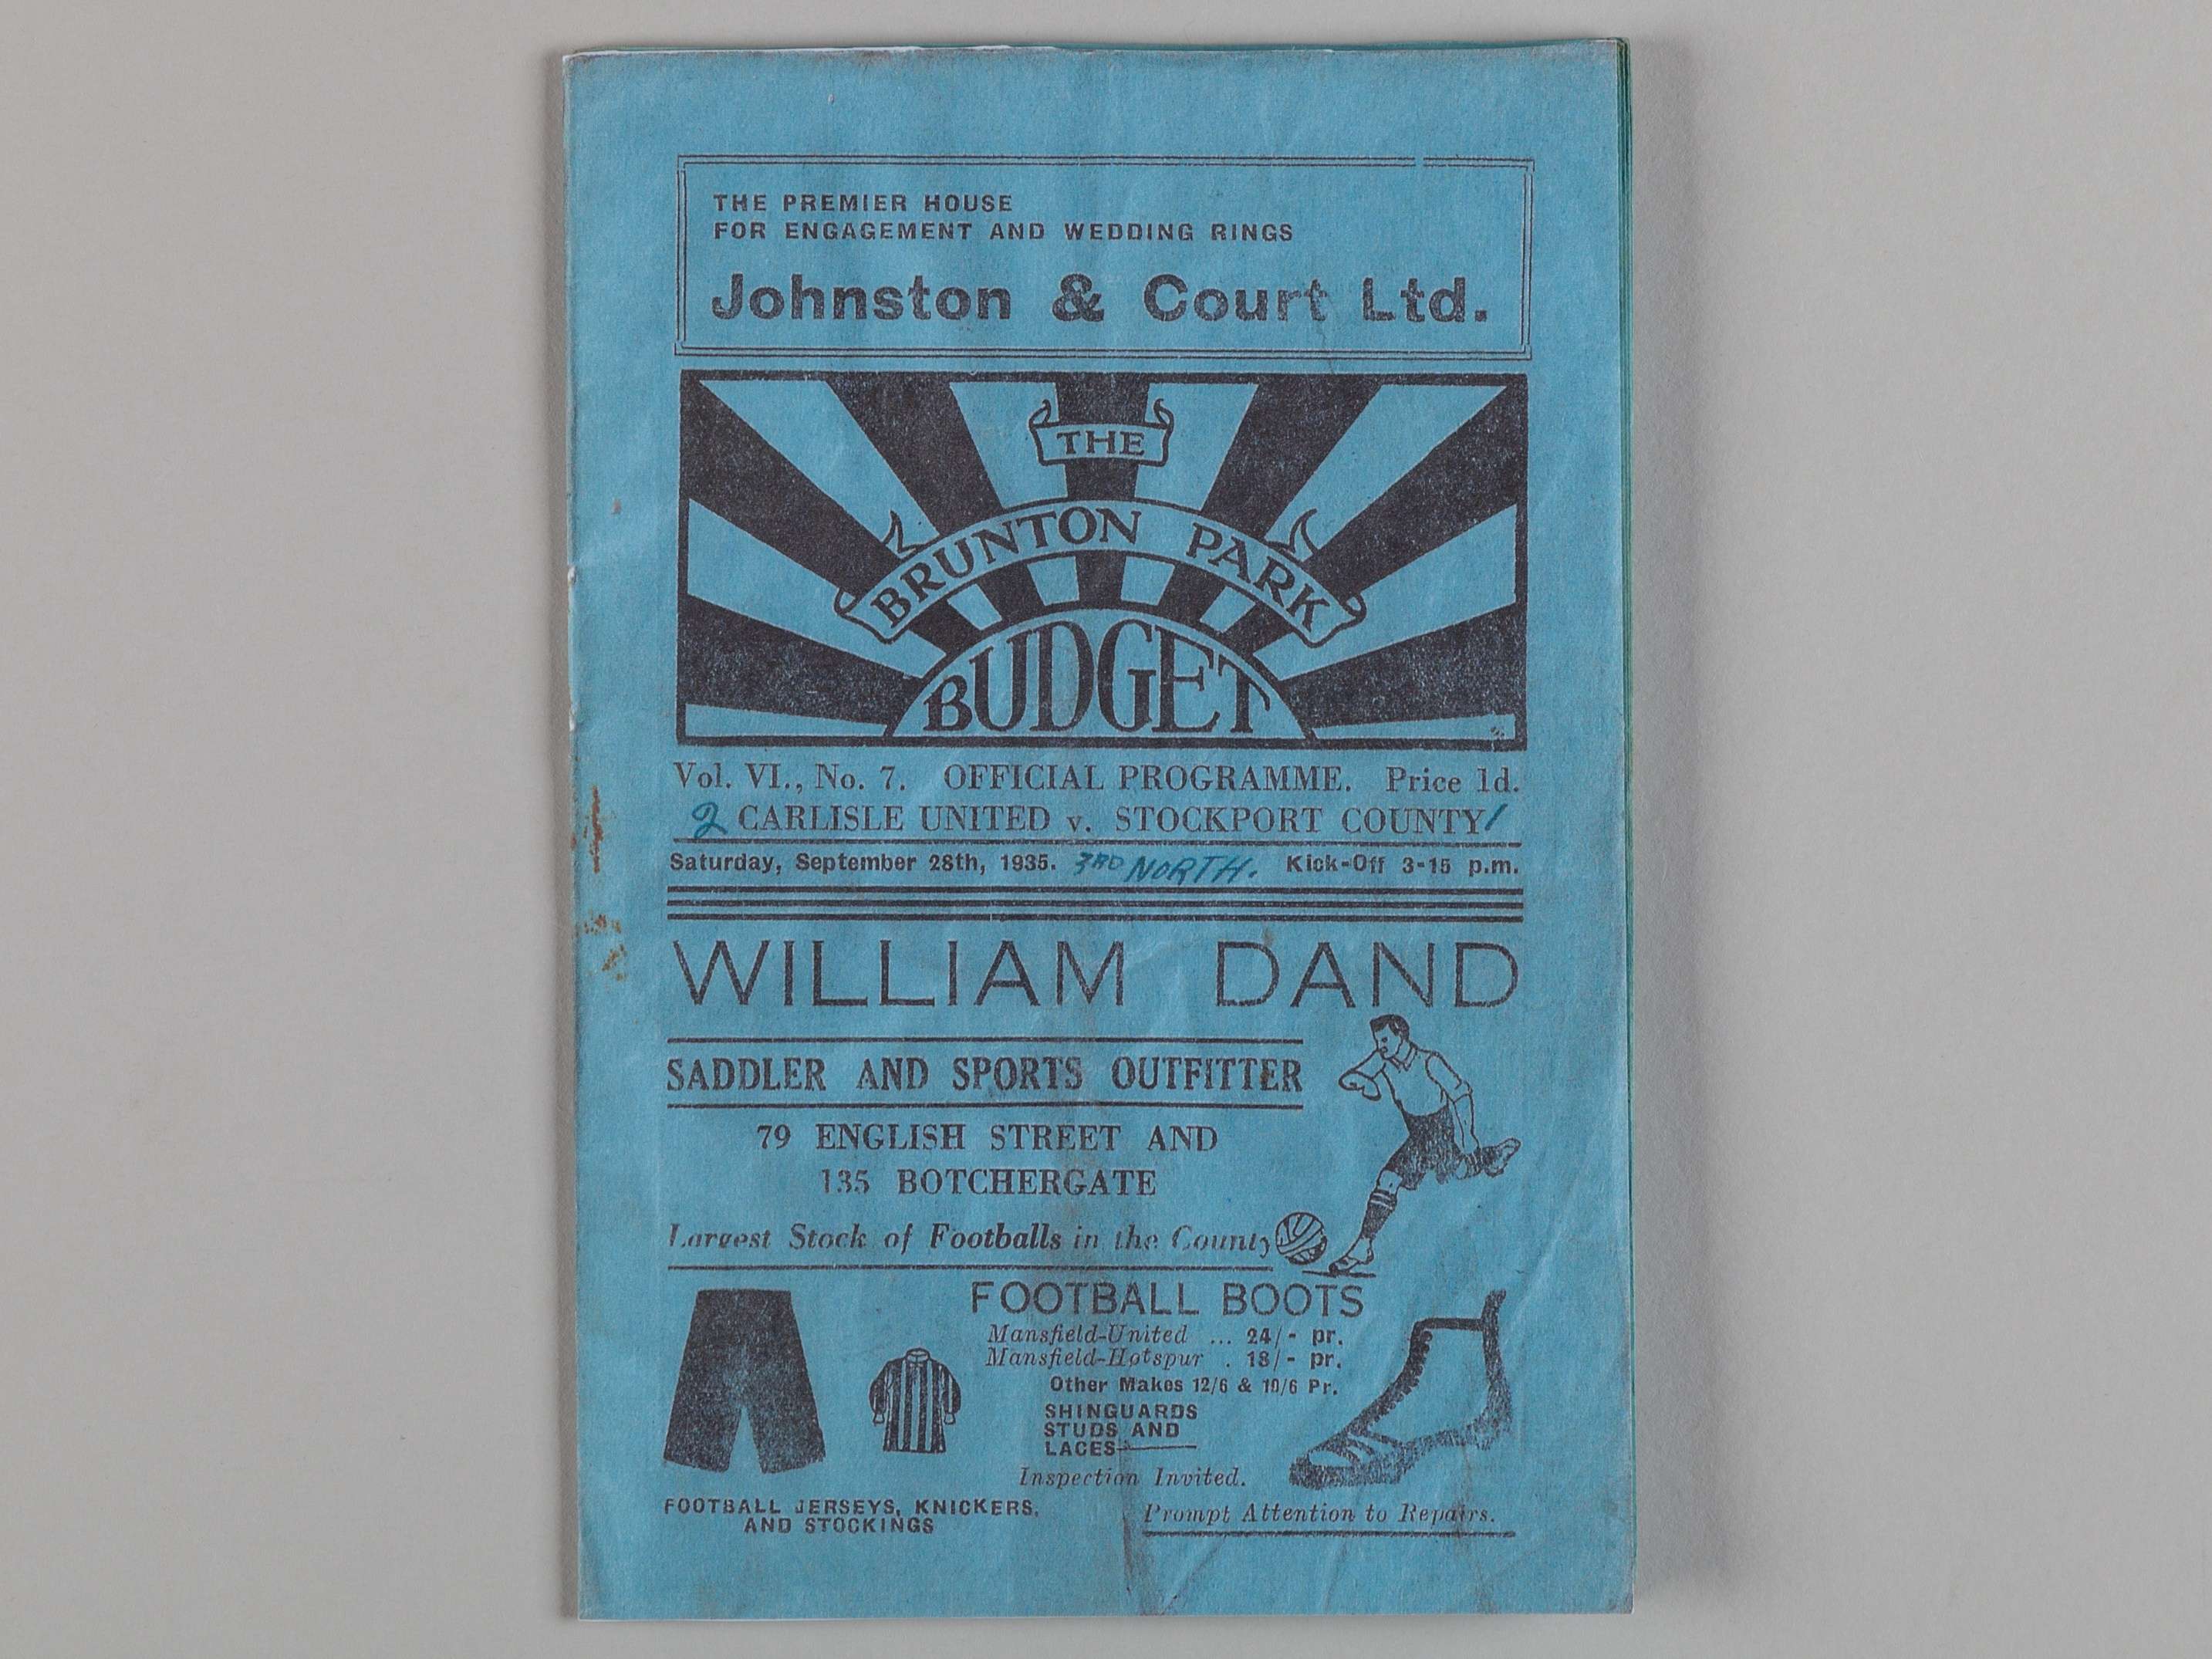 THE PREMIER HOUSE
FOR ENGAGEMENT AND WEDDING RINGS
Johnston & Court Ltd.
THE
BRUNTON PARK
BUDGET
Vol. VI., No. 7. OFFICIAL PROGRAMME. Price 1d.
2 CARLISLE UNITED v. STOCKPORT COUNTY 1
Saturday, September 28th, 1935. 3RD NORTH. Kick-Off 3-15 p.m.
WILLIAM DAND
SADDLER AND SPORTS OUTFITTER
79 ENGLISH STREET AND
135 BOTCHERGATE
Largest Stock of Footballs in the County
FOOTBALL BOOTS
Mansfield-United ... 24/- pr.
Mansfield-Hotspur . 18/- pr.
Other Makes 12/6 & 10/6 Pr.
SHINGUARDS
STUDS AND
LACES
Inspection Invited.
FOOTBALL JERSEYS, KNICKERS,
AND STOCKINGS
Prompt Attention to Repairs.